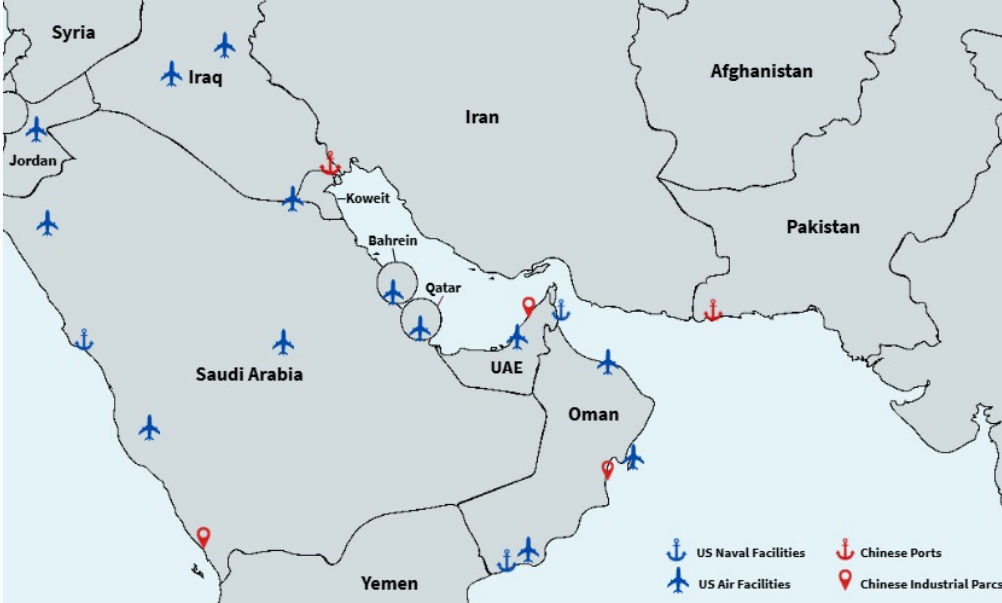 Syria
Iraq
Afghanistan
Iran
Jordan
Koweit
Pakistan
Bahrein
Qatar
Saudi Arabia
UAE
Oman
US Naval Facilities
Chinese Ports
Yemen
US Air Facilities
Chinese Industrial Parcs